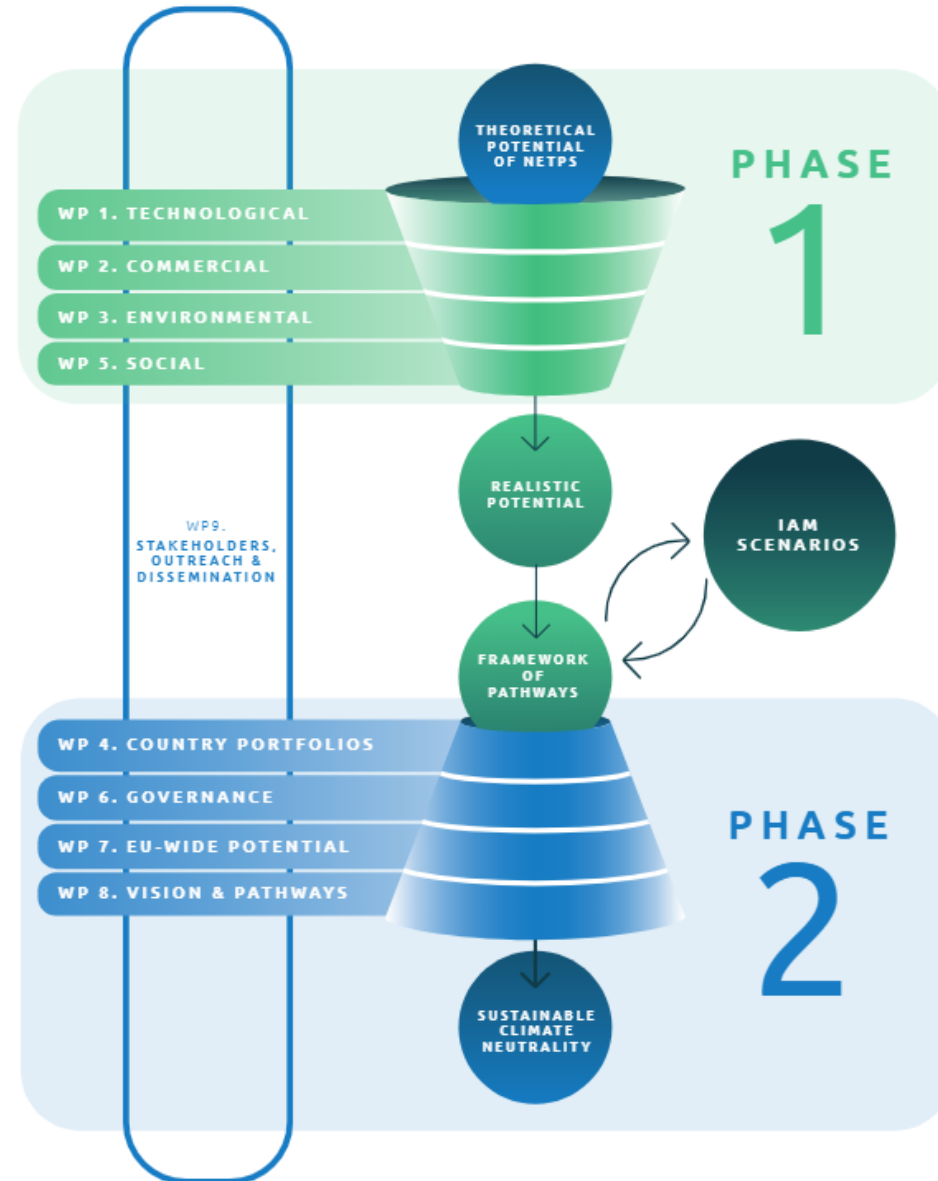 THEORETICAL
POTENTIAL
OF NETPS
PHASE
1
WP 1. TECHNOLOGICAL
WP 2. COMMERCIAL
WP 3. ENVIRONMENTAL
WP 5. SOCIAL
REALISTIC
POTENTIAL
IAM
SCENARIOS
WP9.
STAKEHOLDERS,
OUTREACH &
DISSEMINATION
FRAMEWORK
OF
PATHWAYS
WP 4. COUNTRY PORTFOLIOS
WP 6. GOVERNANCE
WP 7. EU-WIDE POTENTIAL
WP 8. VISION & PATHWAYS
PHASE
2
SUSTAINABLE
CLIMATE
NEUTRALITY